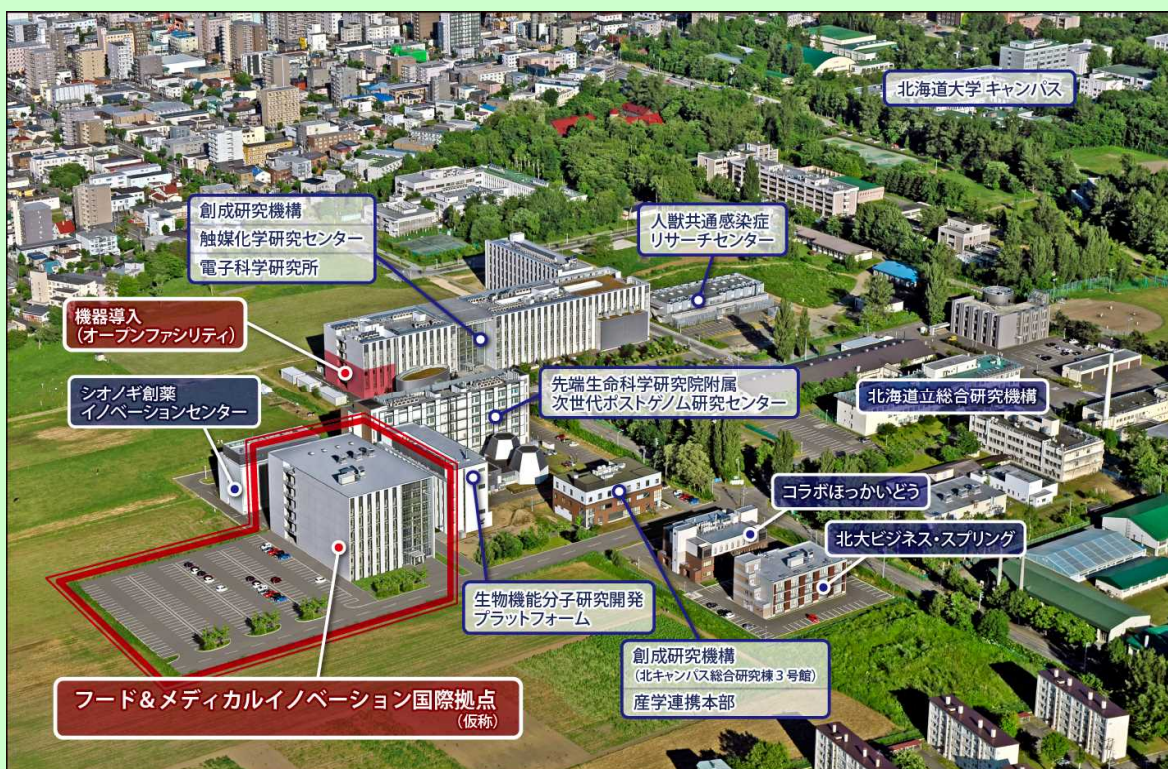 北海道大学 キャンパス
創成研究機構
触媒化学研究センター
電子科学研究所
人獣共通感染症
リサーチセンター
機器導入
(オープンファシリティ)
シオノギ創薬
イノベーションセンター
先端生命科学研究院附属
次世代ポストゲノム研究センター
北海道立総合研究機構
コラボほっかいどう
北大ビジネス・スプリング
生物機能分子研究開発
プラットフォーム
創成研究機構
(北キャンパス総合研究棟3号館)
産学連携本部
フード&メディカルイノベーション国際拠点
(仮称)